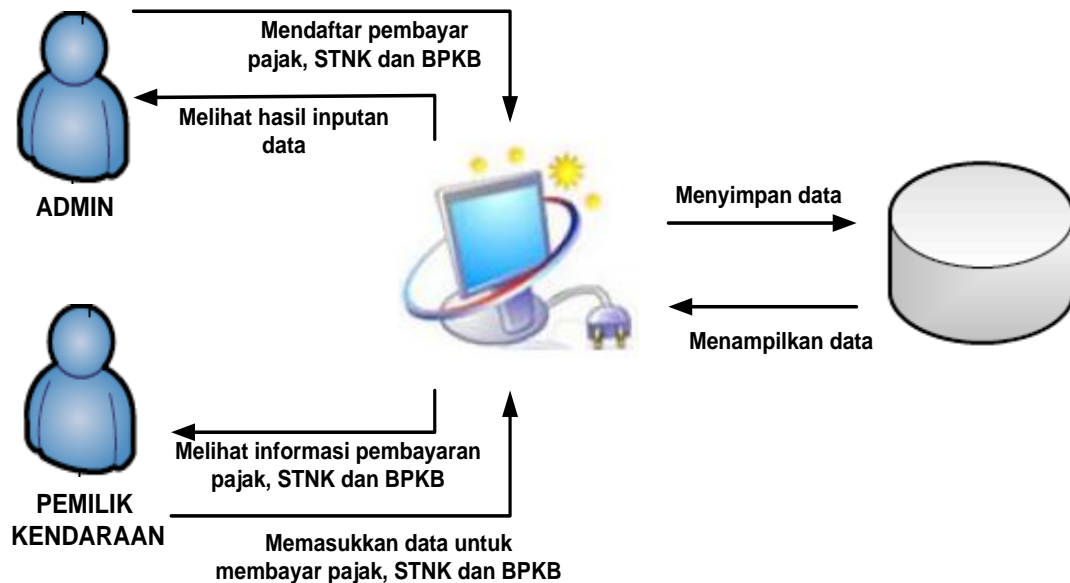 Mendaftar pembayar
pajak, STNK dan BPKB
Melihat hasil inputan
data
ADMIN
Menyimpan data
Menampilkan data
Melihat informasi pembayaran
pajak, STNK dan BPKB
PEMILIK
KENDARAAN
Memasukkan data untuk
membayar pajak, STNK dan BPKB